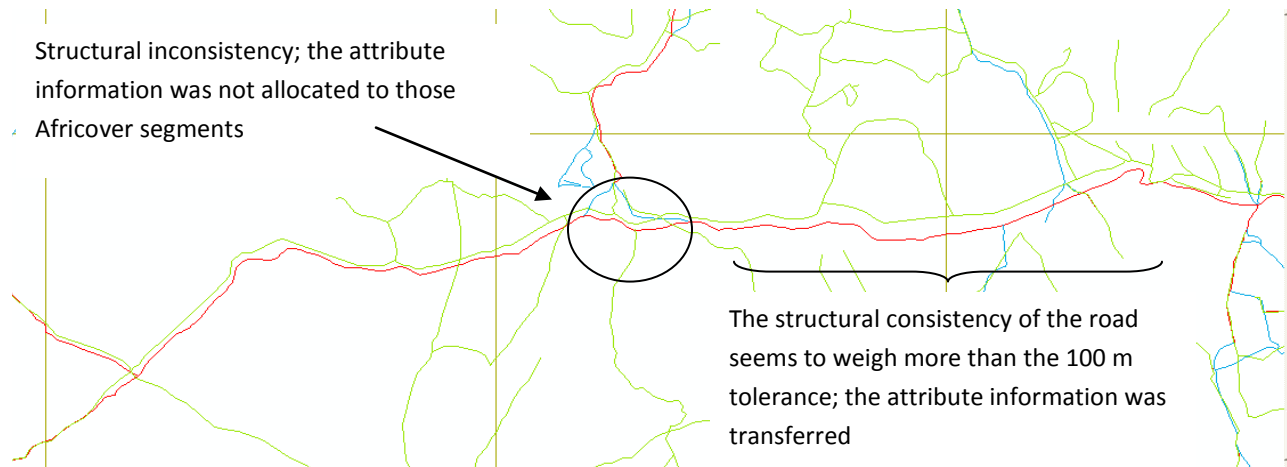 Structural inconsistency; the attribute
information was not allocated to those
Africover segments
The structural consistency of the road
seems to weigh more than the 100 m
tolerance; the attribute information was
transferred